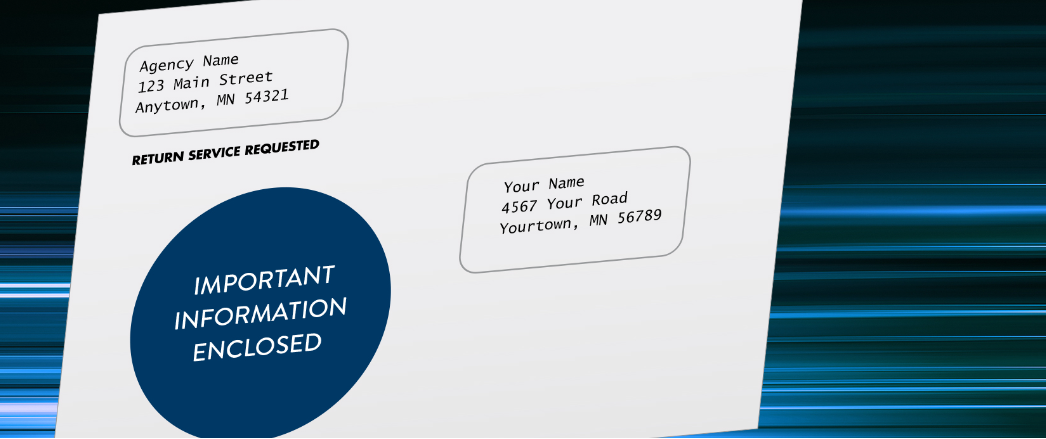 Agency Name
123 Main Street
Anytown, MN 54321
RETURN SERVICE REQUESTED
Your Name
4567 Your Road
Yourtown, MN 56789
IMPORTANT
INFORMATION
ENCLOSED